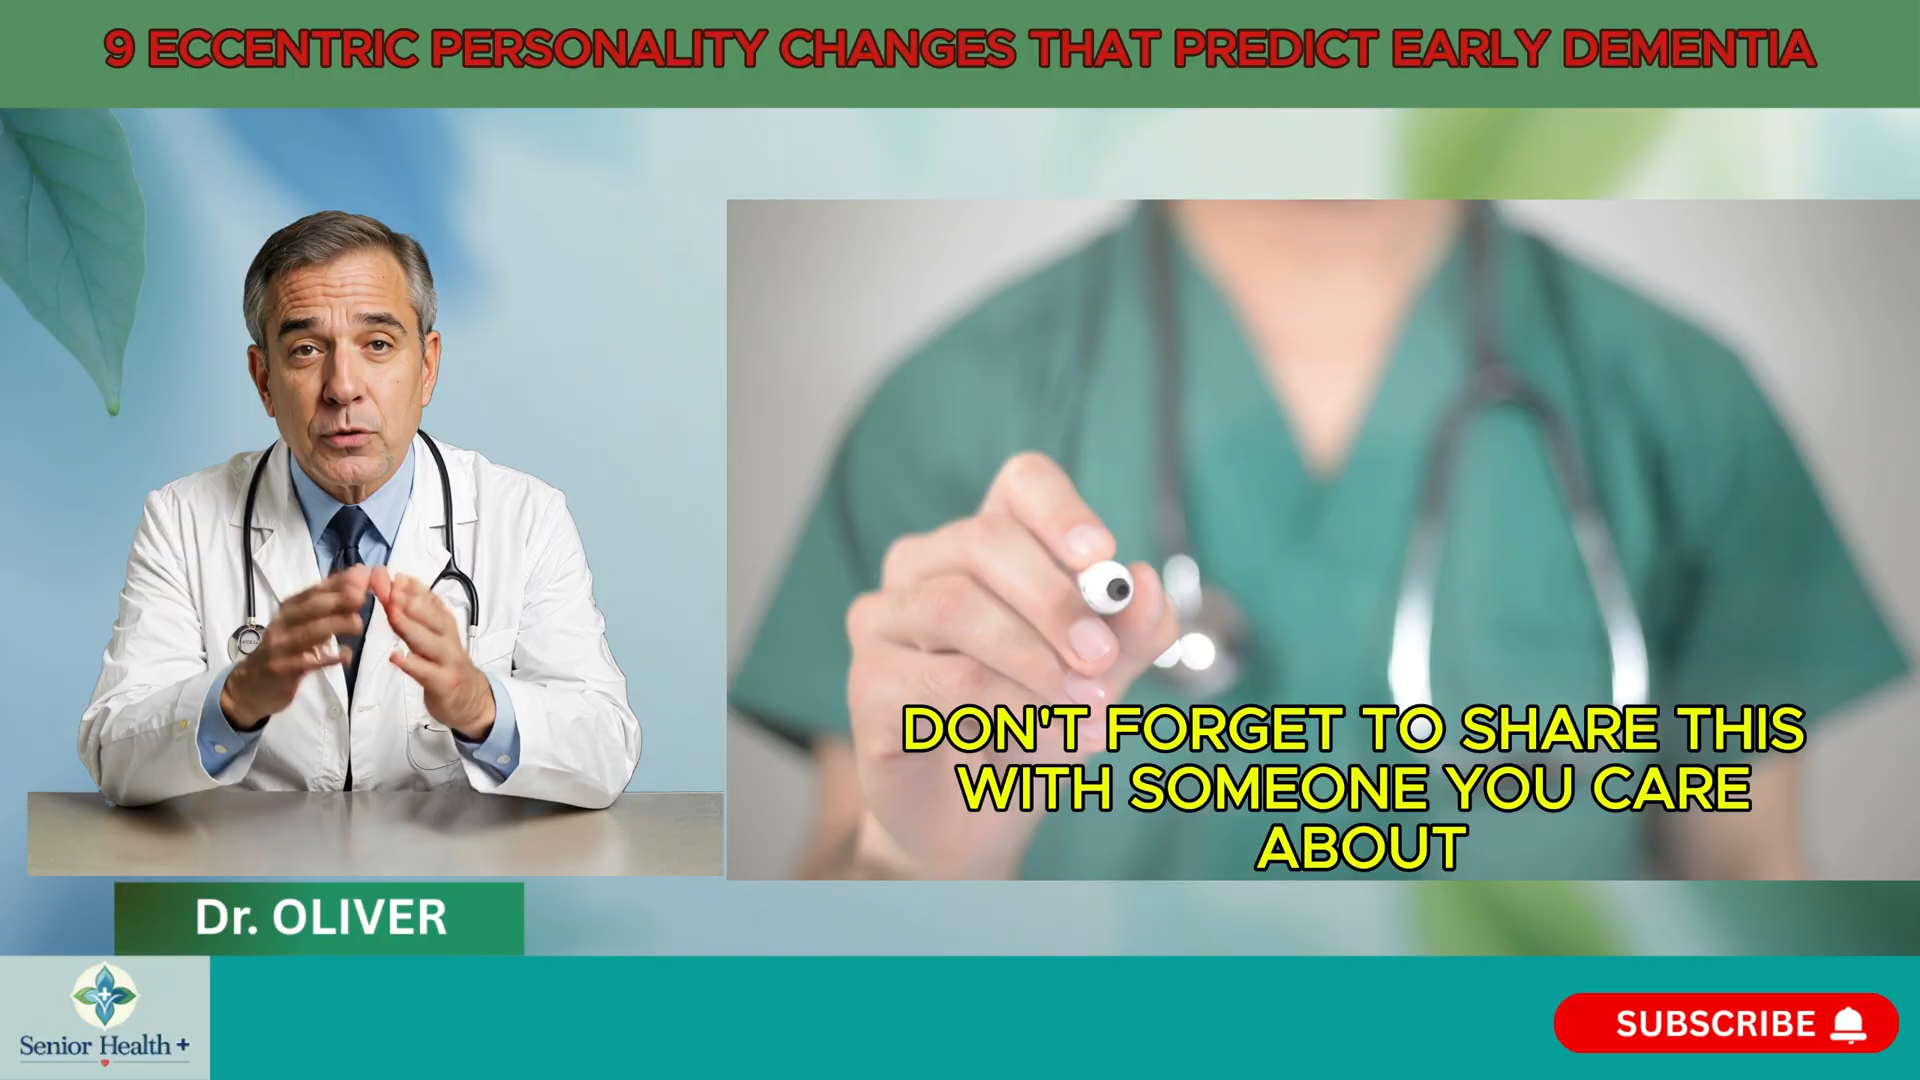 9 ECCENTRIC PERSONALITY CHANGES THAT PREDICT EARLY DEMENTIA
DON'T FORGET TO SHARE THIS
WITH SOMEONE YOU CARE
ABOUT
Dr. OLIVER
Senior Health +
SUBSCRIBE